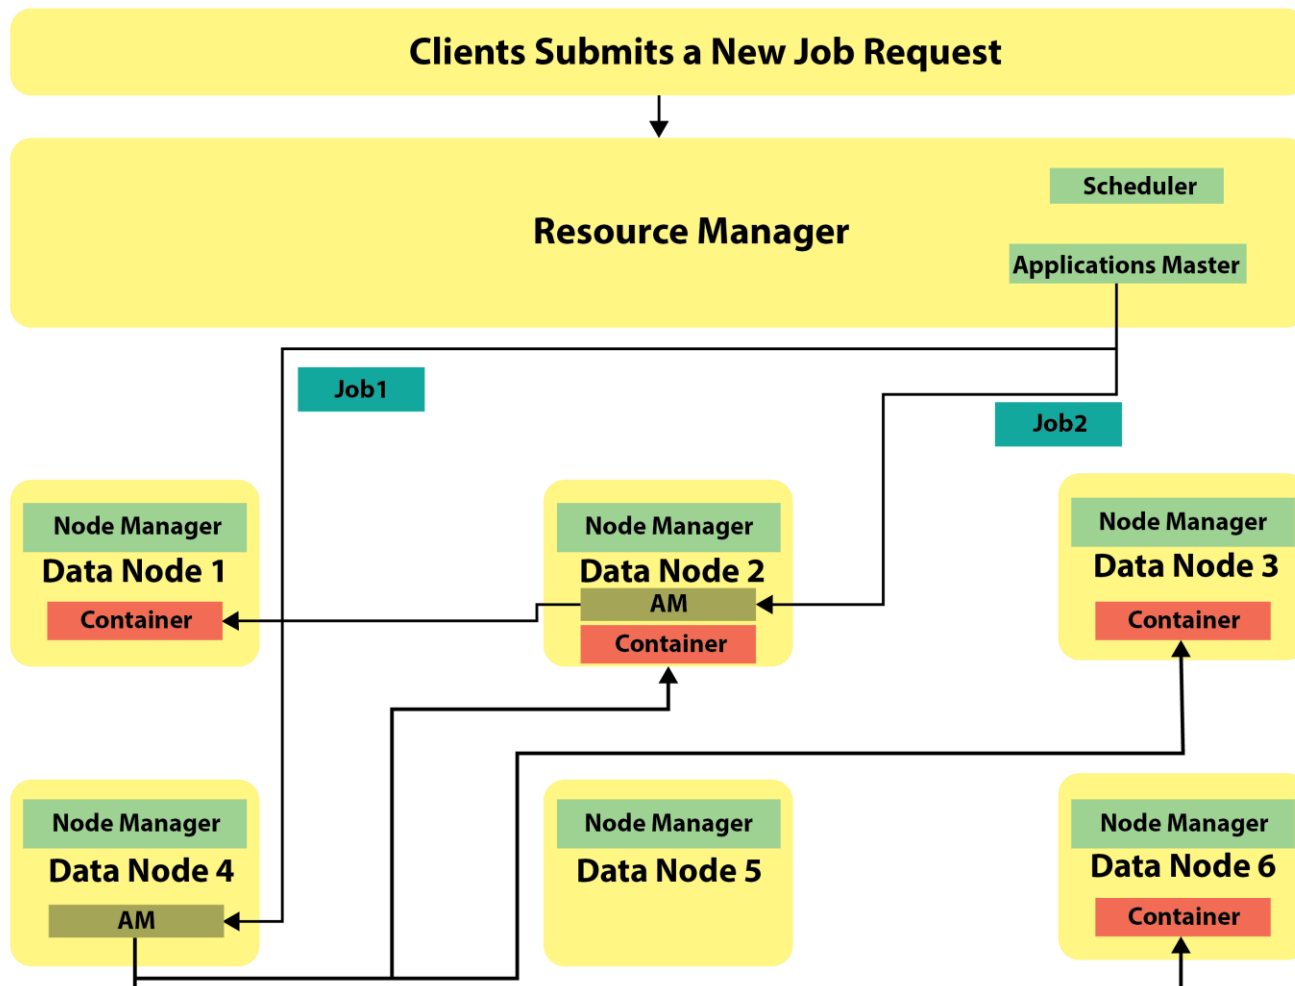 Clients Submits a New Job Request
Scheduler
Resource Manager
Applications Master
Job1
Job2
Node Manager
Data Node 1
Container
Node Manager
Data Node 2
AM
Container
Node Manager
Data Node 3
Container
Node Manager
Data Node 4
AM
Node Manager
Data Node 5
Node Manager
Data Node 6
Container